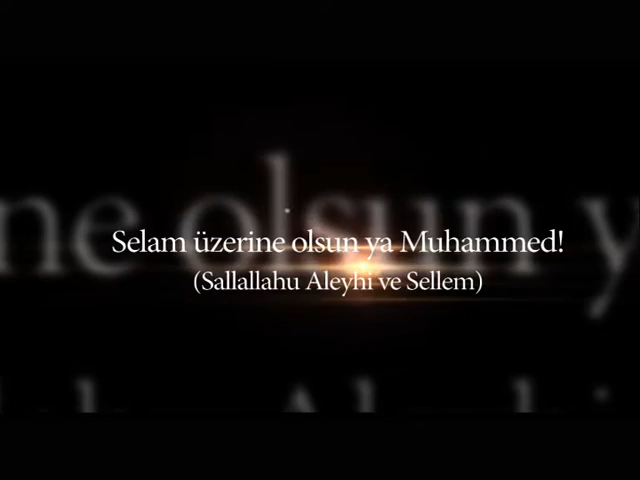 Selam üzerine olsun ya Muhammed!
(Sallallahu Aleyhi ve Sellem)